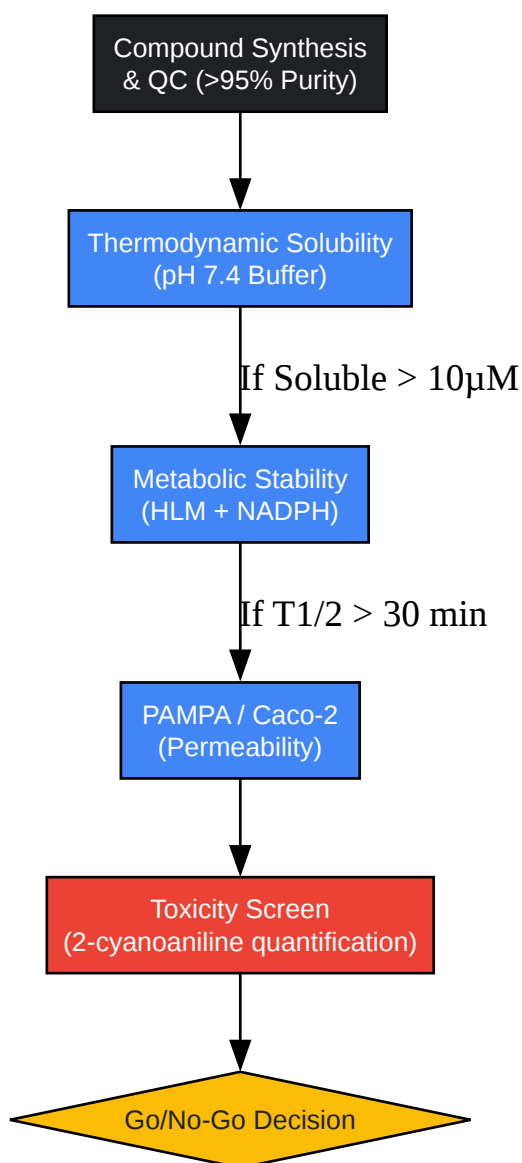 Compound Synthesis
& QC (>95% Purity)
Thermodynamic Solubility
(pH 7.4 Buffer)
If Soluble > 10µM
Metabolic Stability
(HLM + NADPH)
If T1/2 > 30 min
PAMPA / Caco-2
(Permeability)
Toxicity Screen
(2-cyanoaniline quantification)
Go/No-Go Decision